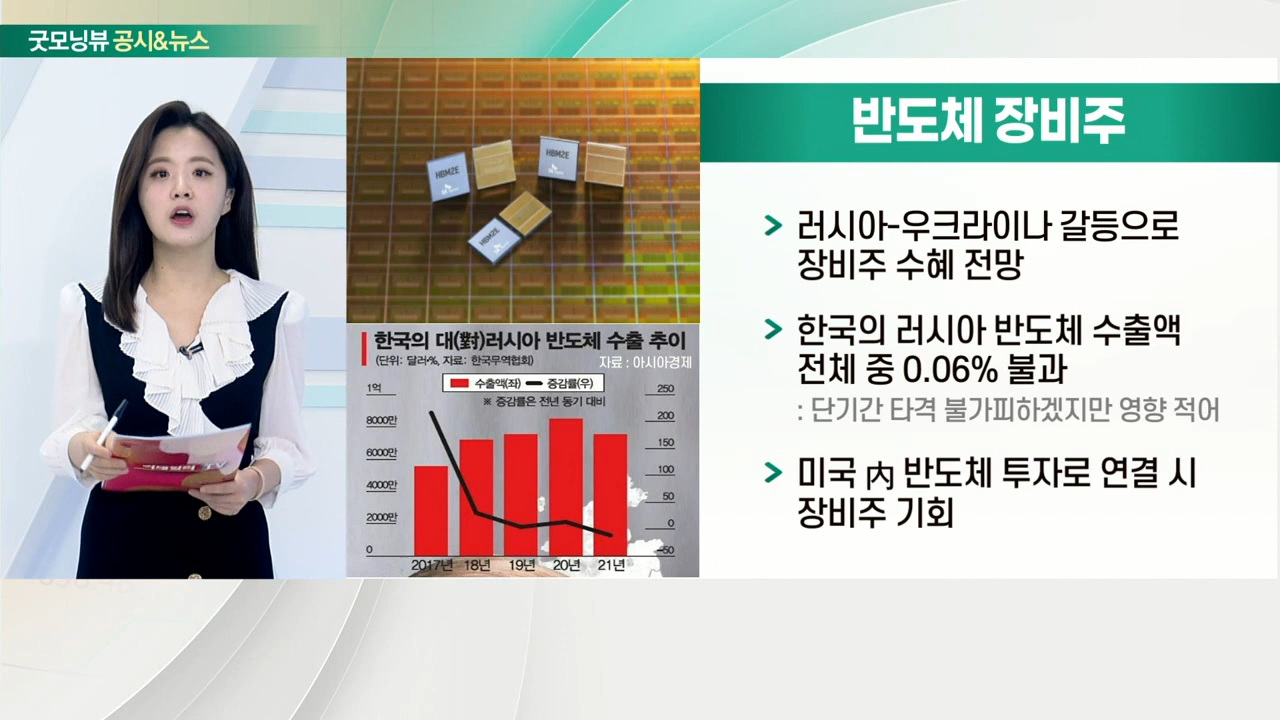 굿모닝뷰 공시&뉴스
HBM2E
HBM2E
HBM2E
한국의 대(對)러시아 반도체 수출 추이
(단위: 달러·%, 자료: 한국무역협회)
자료 : 아시아경제
수출액(좌) 증감률(우)
※ 증감률은 전년 동기 대비
1억
8000만
6000만
4000만
2000만
0
250
200
150
100
50
0
-50
2017년 18년 19년 20년 21년
반도체 장비주
> 러시아-우크라이나 갈등으로
장비주 수혜 전망
> 한국의 러시아 반도체 수출액
전체 중 0.06% 불과
: 단기간 타격 불가피하겠지만 영향 적어
> 미국 內 반도체 투자로 연결 시
장비주 기회